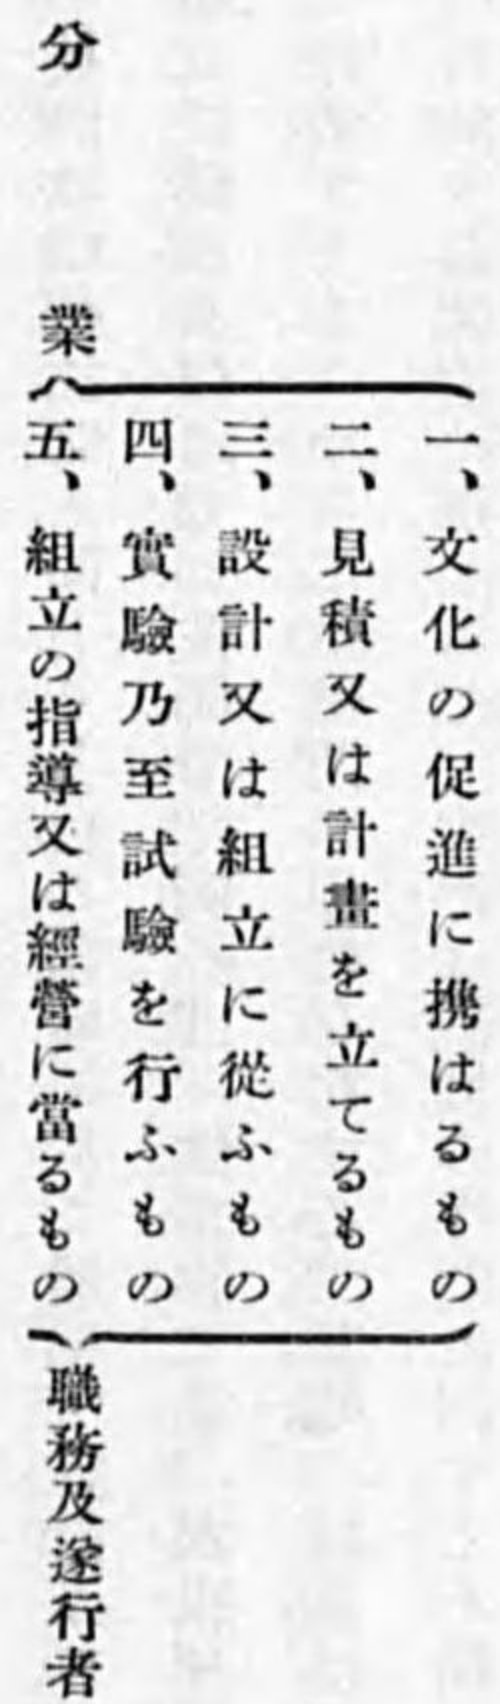 分業
一、文化の促進に携はるもの
二、見積又は計畫を立てるもの
三、設計又は組立に從ふもの
四、實驗乃至試驗を行ふもの
五、組立の指導又は經營に當るもの
職務及遂行者